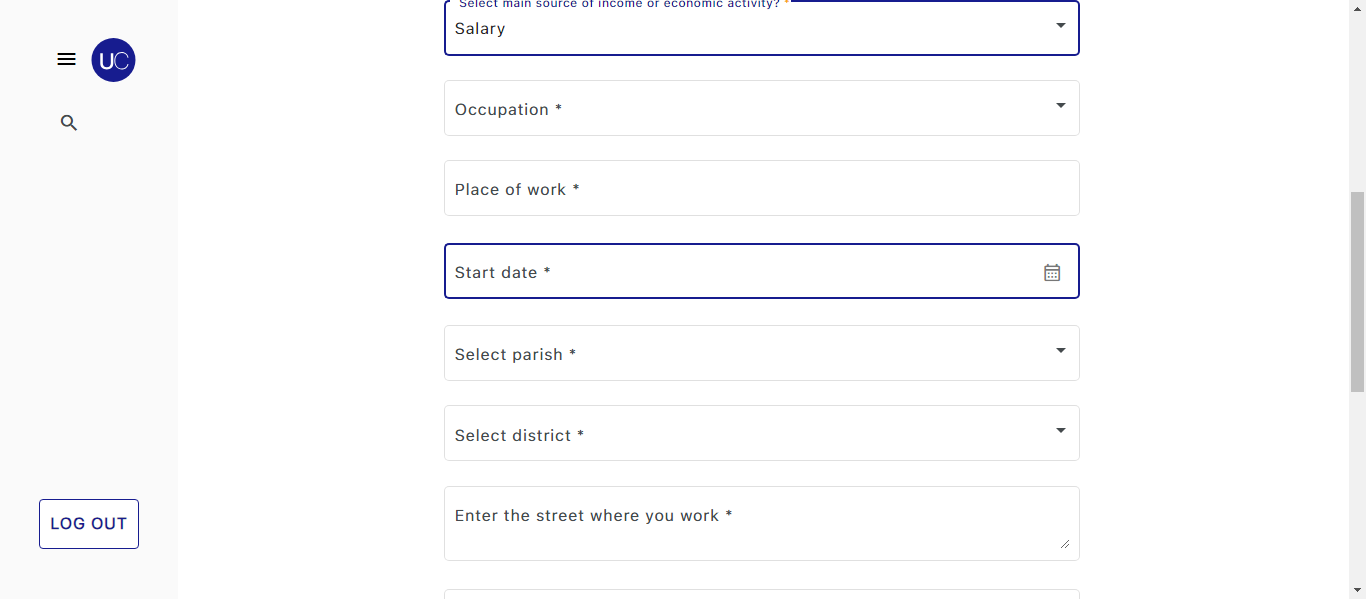 Select main source of income or economic activity? *
Salary
UC
Occupation *
Place of work *
Start date *
Select parish *
Select district *
Enter the street where you work *
LOG OUT